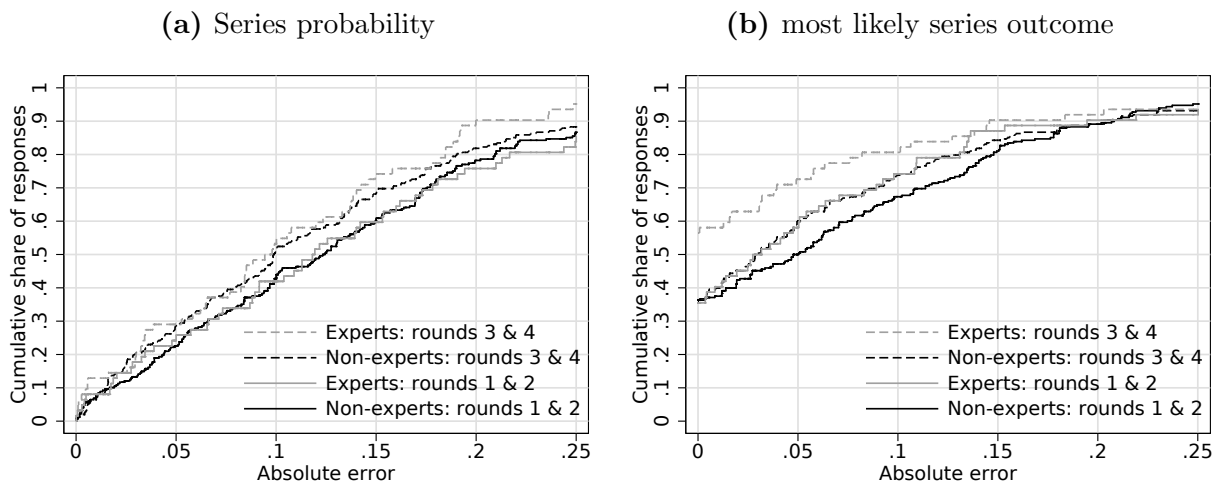 (a) Series probability
Cumulative share of responses
1
.9
.8
.7
.6
.5
.4
.3
.2
.1
0
Experts: rounds 3 & 4
Non-experts: rounds 3 & 4
Experts: rounds 1 & 2
Non-experts: rounds 1 & 2
0 .05 .1 .15 .2 .25
Absolute error
(b) most likely series outcome
Cumulative share of responses
1
.9
.8
.7
.6
.5
.4
.3
.2
.1
0
Experts: rounds 3 & 4
Non-experts: rounds 3 & 4
Experts: rounds 1 & 2
Non-experts: rounds 1 & 2
0 .05 .1 .15 .2 .25
Absolute error